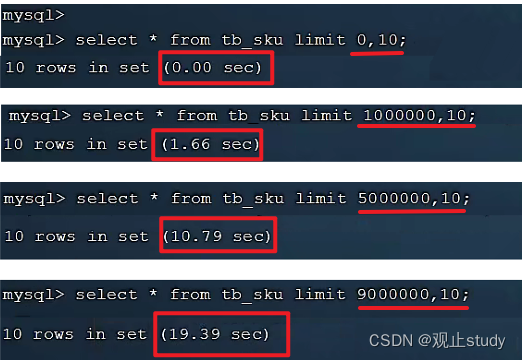 mysql>
mysql> select * from tb_sku limit 0,10;
10 rows in set (0.00 sec)
mysql> select * from tb_sku limit 1000000,10;
10 rows in set (1.66 sec)
mysql> select * from tb_sku limit 5000000,10;
10 rows in set (10.79 sec)
mysql> select * from tb_sku limit 9000000,10;
10 rows in set (19.39 sec)
CSDN @观止study